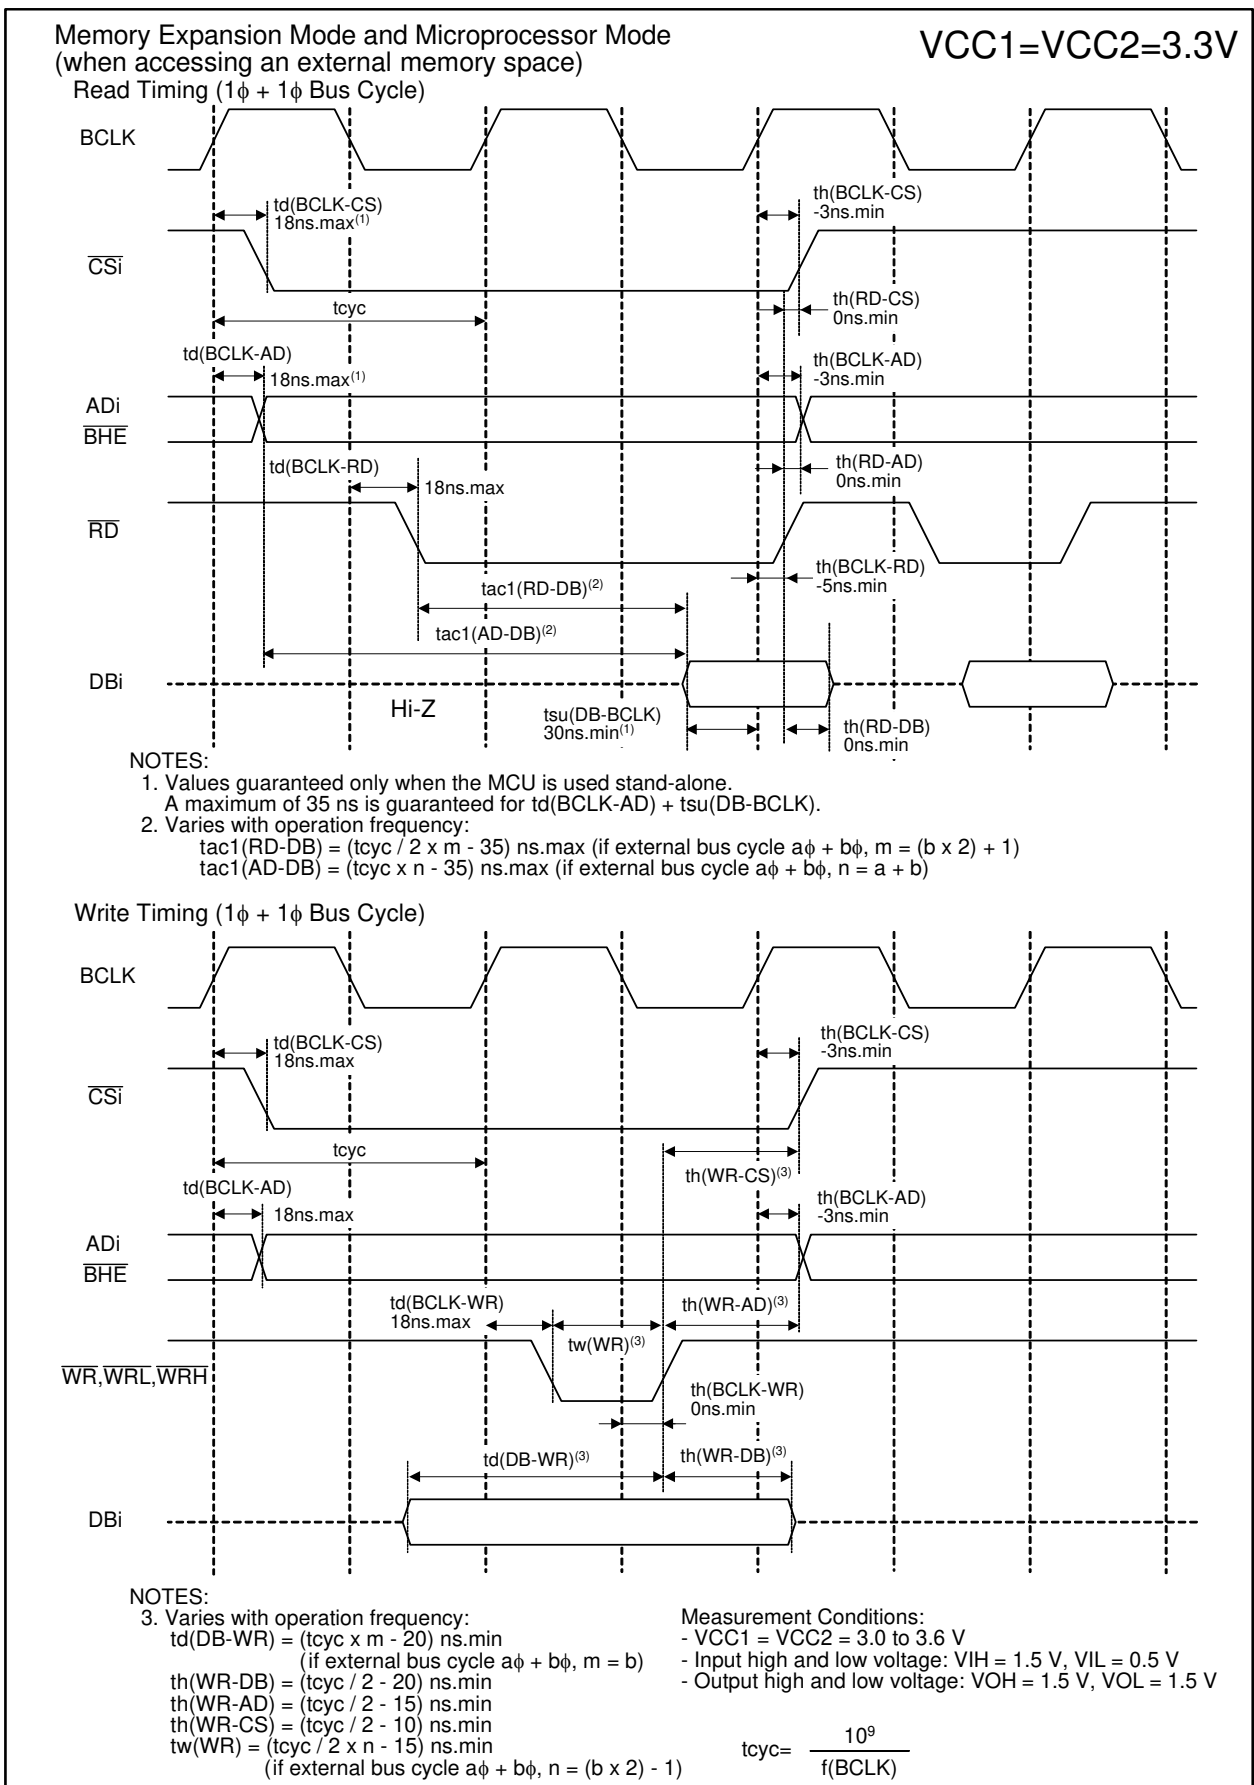 Memory Expansion Mode and Microprocessor Mode
(when accessing an external memory space)
VCC1=VCC2=3.3V
Read Timing (1ϕ + 1ϕ Bus Cycle)
BCLK
td(BCLK-CS)
18ns.max(1)
th(BCLK-CS)
-3ns.min
CSi
tcyc
th(RD-CS)
0ns.min
td(BCLK-AD)
18ns.max(1)
th(BCLK-AD)
-3ns.min
ADi
BHE
td(BCLK-RD)
18ns.max
th(RD-AD)
0ns.min
RD
th(BCLK-RD)
-5ns.min
tac1(RD-DB)(2)
tac1(AD-DB)(2)
DBi
Hi-Z
tsu(DB-BCLK)
30ns.min(1)
th(RD-DB)
0ns.min
NOTES:
1. Values guaranteed only when the MCU is used stand-alone.
A maximum of 35 ns is guaranteed for td(BCLK-AD) + tsu(DB-BCLK).
2. Varies with operation frequency:
tac1(RD-DB) = (tcyc / 2 x m - 35) ns.max (if external bus cycle aϕ + bϕ, m = (b x 2) + 1)
tac1(AD-DB) = (tcyc x n - 35) ns.max (if external bus cycle aϕ + bϕ, n = a + b)
Write Timing (1ϕ + 1ϕ Bus Cycle)
BCLK
td(BCLK-CS)
18ns.max
th(BCLK-CS)
-3ns.min
CSi
tcyc
th(WR-CS)(3)
td(BCLK-AD)
18ns.max
th(BCLK-AD)
-3ns.min
ADi
BHE
td(BCLK-WR)
18ns.max
tw(WR)(3)
th(WR-AD)(3)
WR,WRL,WRH
th(BCLK-WR)
0ns.min
td(DB-WR)(3)
th(WR-DB)(3)
DBi
NOTES:
3. Varies with operation frequency:
td(DB-WR) = (tcyc x m - 20) ns.min
(if external bus cycle aϕ + bϕ, m = b)
th(WR-DB) = (tcyc / 2 - 20) ns.min
th(WR-AD) = (tcyc / 2 - 15) ns.min
th(WR-CS) = (tcyc / 2 - 10) ns.min
tw(WR) = (tcyc / 2 x n - 15) ns.min
(if external bus cycle aϕ + bϕ, n = (b x 2) - 1)
Measurement Conditions:
- VCC1 = VCC2 = 3.0 to 3.6 V
- Input high and low voltage: VIH = 1.5 V, VIL = 0.5 V
- Output high and low voltage: VOH = 1.5 V, VOL = 1.5 V
tcyc= 10⁹
f(BCLK)